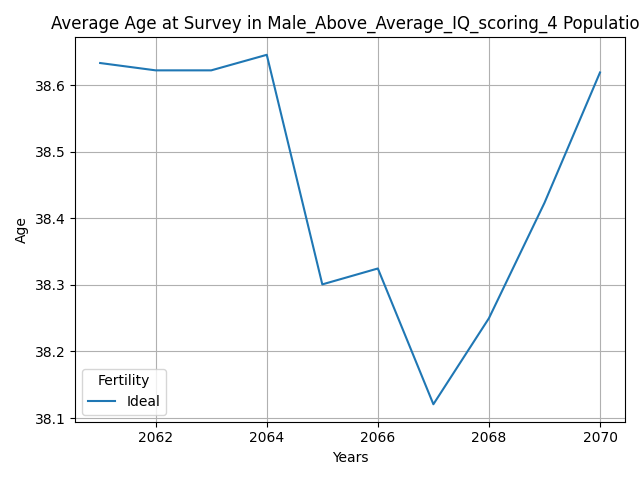 Average Age at Survey in Male_Above_Average_IQ_scoring_4 Populatio
38.6
38.5
38.4
38.3
38.2
38.1
Age
Fertility
Ideal
2062 2064 2066 2068 2070
Years